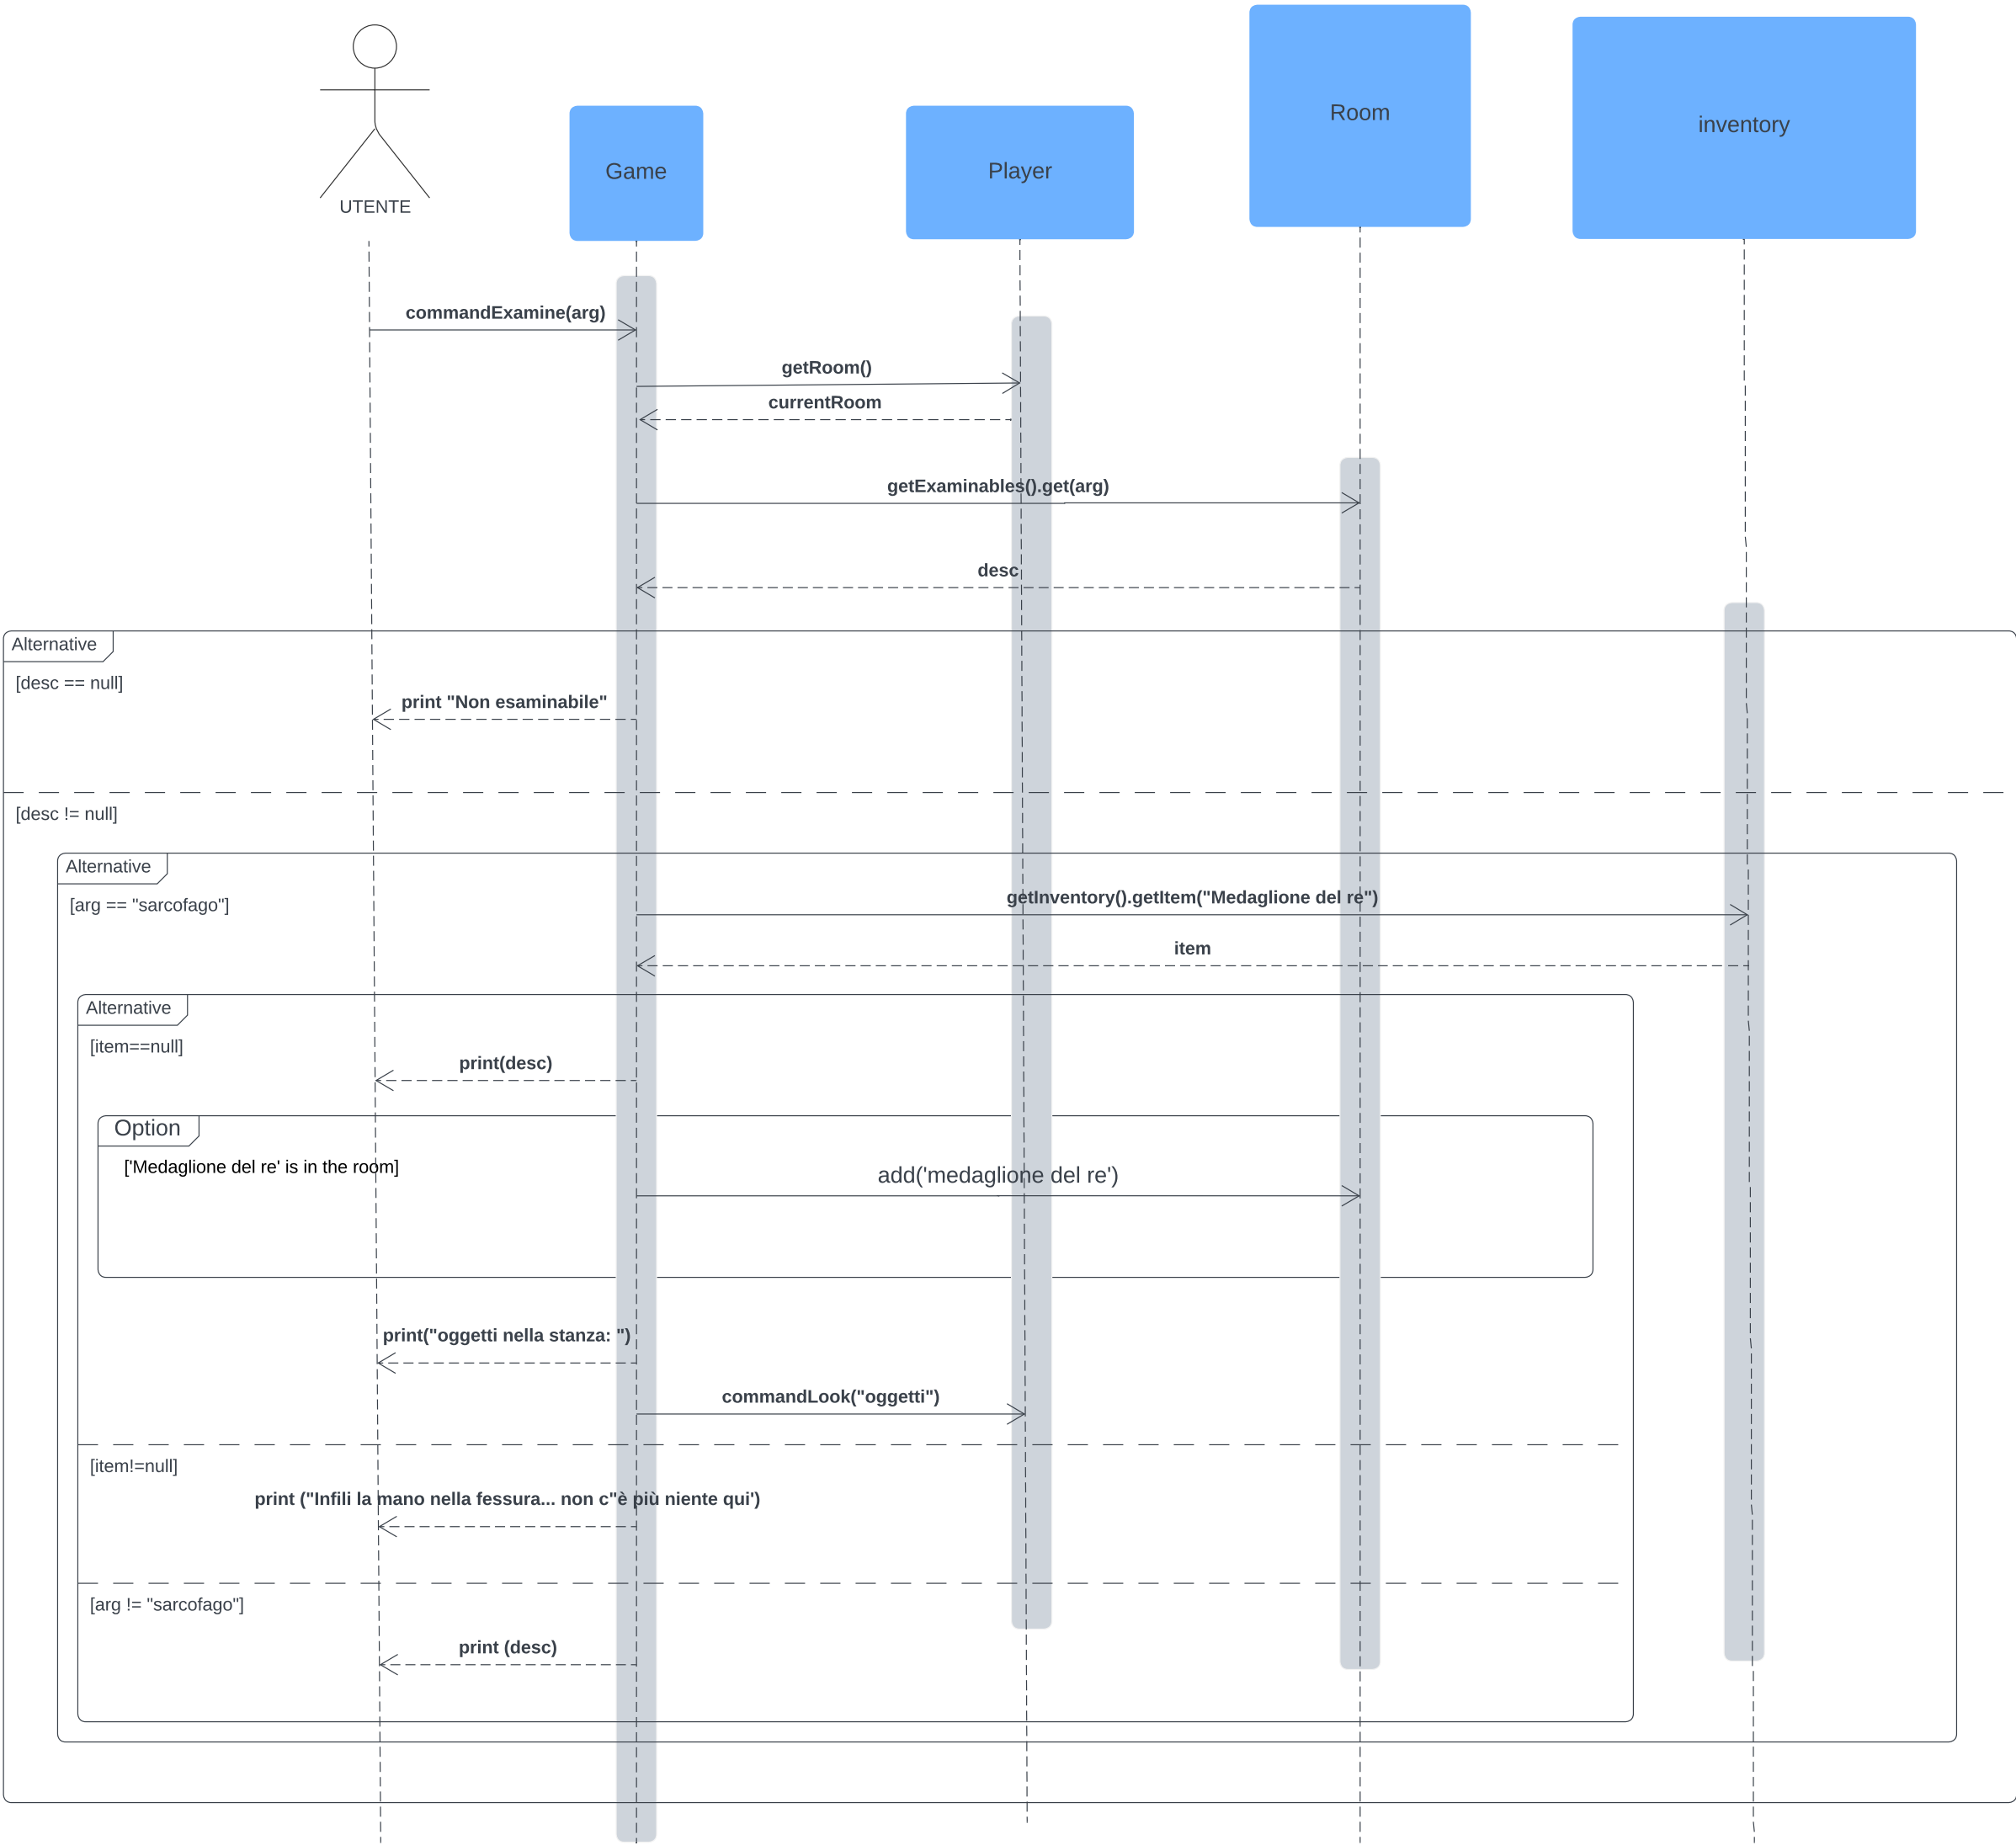 UTENTE
Game
Player
Room
inventory
commandExamine(arg)
getRoom()
currentRoom
getExaminables().get(arg)
desc
Alternative
[desc == null]
print "Non esaminabile"
[desc != null]
Alternative
[arg == "sarcofago"]
getInventory().getItem("Medaglione del re")
item
Alternative
[item==null]
print(desc)
Option
['Medaglione del re' is in the room]
add('medaglione del re')
print("oggetti nella stanza: ")
commandLook("oggetti")
[item!=null]
print ("Infili la mano nella fessura... non c"è più niente qui')
[arg != "sarcofago"]
print (desc)